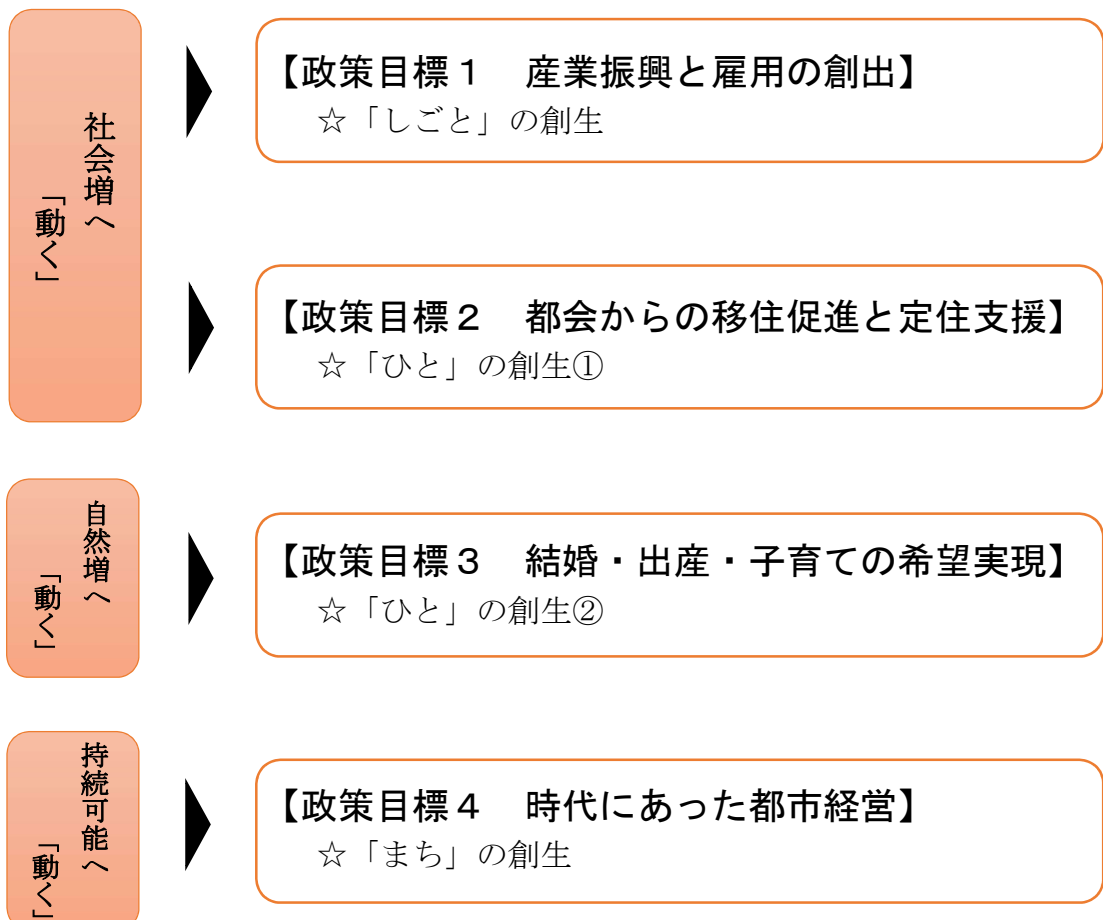 社会増へ
「動く」
【政策目標１　産業振興と雇用の創出】
☆「しごと」の創生
【政策目標２　都会からの移住促進と定住支援】
☆「ひと」の創生①
自然増へ
「動く」
【政策目標３　結婚・出産・子育ての希望実現】
☆「ひと」の創生②
持続可能へ
「動く」
【政策目標４　時代にあった都市経営】
☆「まち」の創生